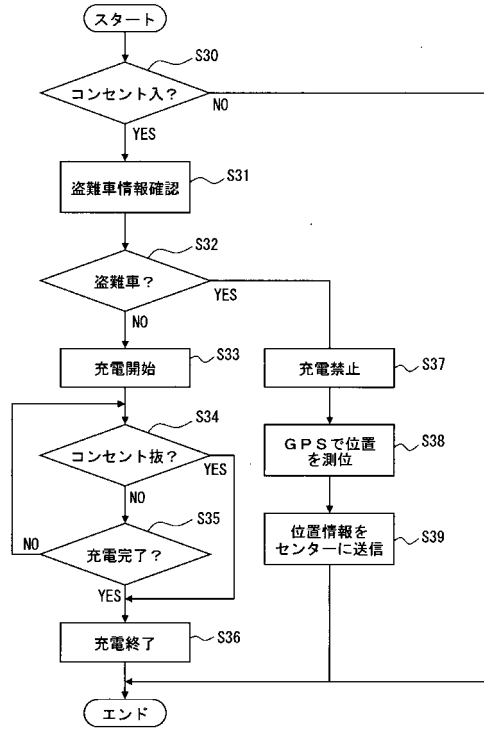 スタート
S30
コンセント入?
NO
YES
S31
盗難車情報確認
S32
盗難車?
YES
NO
S33
充電開始
S37
充電禁止
S34
コンセント抜?
YES
NO
S38
GPSで位置
を測位
S35
充電完了?
NO
YES
S39
位置情報を
センターに送信
S36
充電終了
エンド